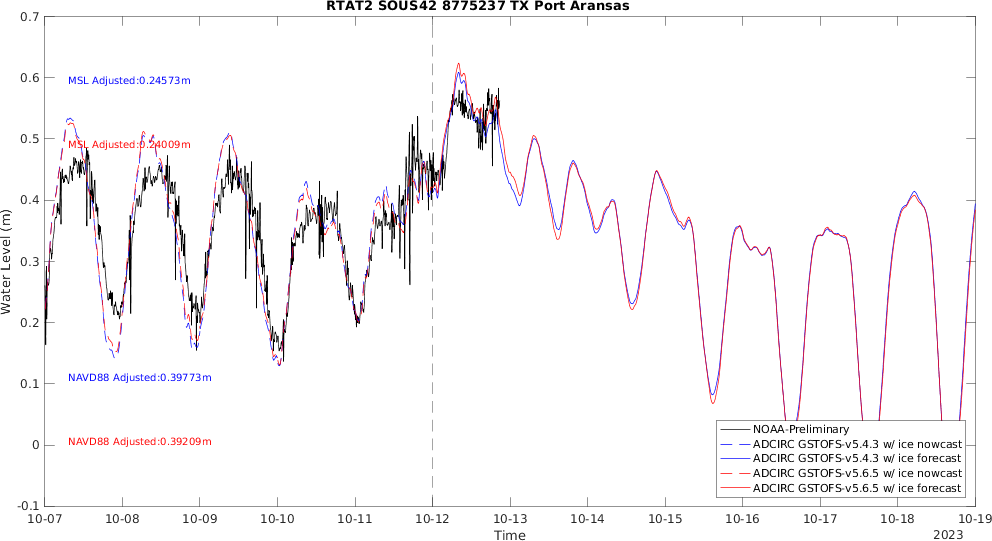 RTAT2 SOUS42 8775237 TX Port Aransas
0.7
0.6
0.5
0.4
0.3
0.2
0.1
0
-0.1
Water Level (m)
MSL Adjusted:0.24573m
MSL Adjusted:0.24009m
NAVD88 Adjusted:0.39773m
NAVD88 Adjusted:0.39209m
NOAA-Preliminary
ADCIRC GSTOFS-v5.4.3 w/ ice nowcast
ADCIRC GSTOFS-v5.4.3 w/ ice forecast
ADCIRC GSTOFS-v5.6.5 w/ ice nowcast
ADCIRC GSTOFS-v5.6.5 w/ ice forecast
10-07 10-08 10-09 10-10 10-11 10-12 10-13 10-14 10-15 10-16 10-17 10-18 10-19
Time
2023